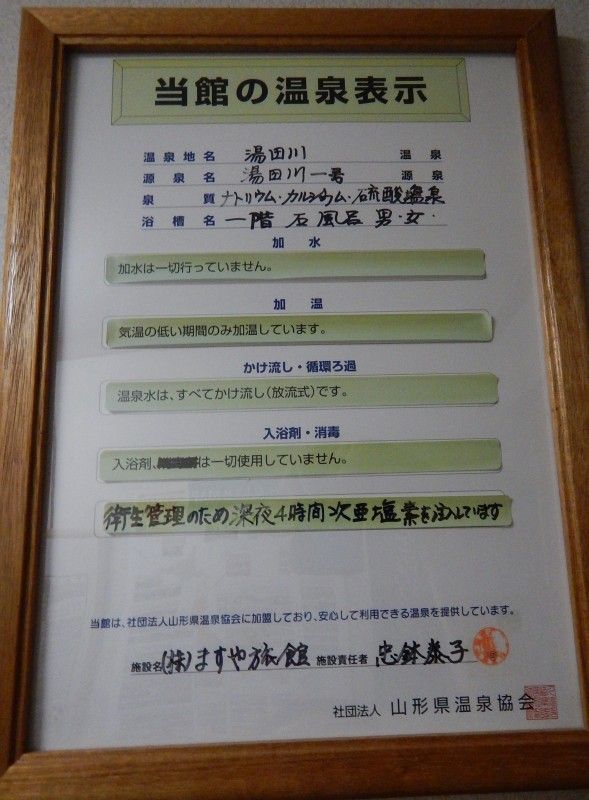 当館の温泉表示
温泉地名 湯田川 温泉
源泉名 湯田川一号 源泉
泉質 ナトリウム・カルシウム・硫酸塩温泉
浴槽名 一階 石風呂 男・女・
加水
加水は一切行っていません。
加温
気温の低い期間のみ加温しています。
かけ流し・循環ろ過
温泉水は、すべてかけ流し(放流式)です。
入浴剤・消毒
入浴剤、は一切使用していません。
衛生管理のため深夜4時間次亜塩素を注入しています
当館は、社団法人山形県温泉協会に加盟しており、安心して利用できる温泉を提供しています。
施設名 (株)ますや旅館 施設責任者 忠鉢泰子
社団法人 山形県温泉協会